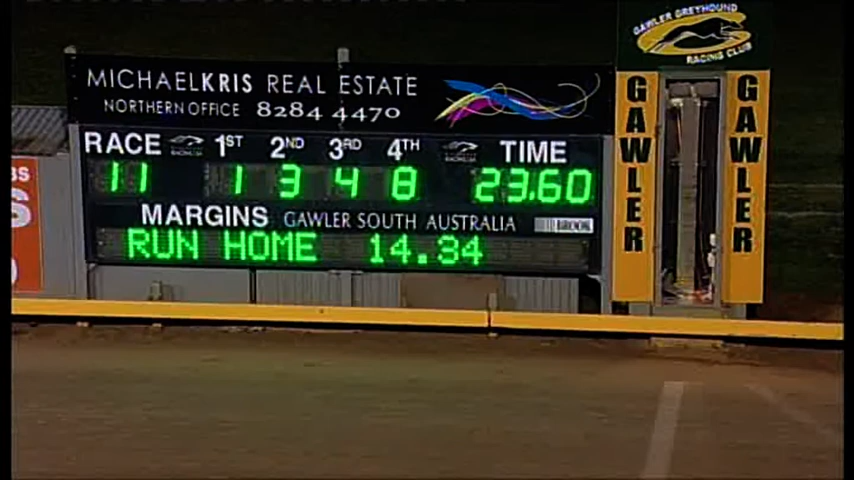 GAWLER GREYHOUND
RACING CLUB
MICHAELKRIS REAL ESTATE
NORTHERN OFFICE 8284 4470
RACE 1ST 2ND 3RD 4TH TIME
11 1 3 4 8 23.60
MARGINS GAWLER SOUTH AUSTRALIA
RUN HOME 14.34
GAWLER
GAWLER